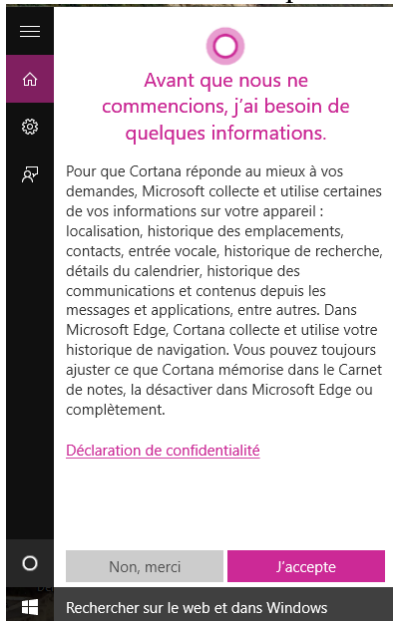 Avant que nous ne
commencions, j'ai besoin de
quelques informations.
Pour que Cortana réponde au mieux à vos
demandes, Microsoft collecte et utilise certaines
de vos informations sur votre appareil :
localisation, historique des emplacements,
contacts, entrée vocale, historique de recherche,
détails du calendrier, historique des
communications et contenus depuis les
messages et applications, entre autres. Dans
Microsoft Edge, Cortana collecte et utilise votre
historique de navigation. Vous pouvez toujours
ajuster ce que Cortana mémorise dans le Carnet
de notes, la désactiver dans Microsoft Edge ou
complètement.
Déclaration de confidentialité
Non, merci
J'accepte
Rechercher sur le web et dans Windows